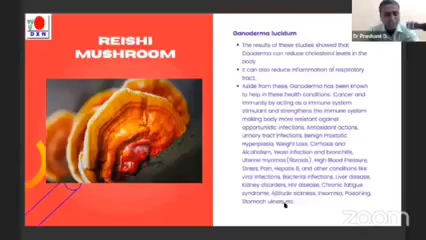 DXN
REISHI
MUSHROOM
Ganoderma lucidum
The results of these studies showed that
Ganoderma can reduce cholesterol levels in the
body
It can also reduce inflammation of respiratory
tract.
Aside from these, Ganoderma has been known
to help in these health conditions: Cancer and
immunity by acting as a immune system
stimulant and strengthens the immune system
making body more resistant against
opportunistic infections, Antioxidant actions,
urinary tract infections, Benign Prostatic
Hyperplasia, Weight Loss, Cirrhosis and
Alcoholism, Yeast infection and bronchitis,
Uterine myomas (fibrosis), High Blood Pressure,
Stress, Pain, Hepatitis B, and other conditions like
viral infections, Bacterial infections, Liver disease,
Kidney disorders, HIV disease, Chronic fatigue
syndrome, Altitude sickness, Insomnia, Poisoning,
Stomach ulcers, etc.
Dr Prashant
zoom